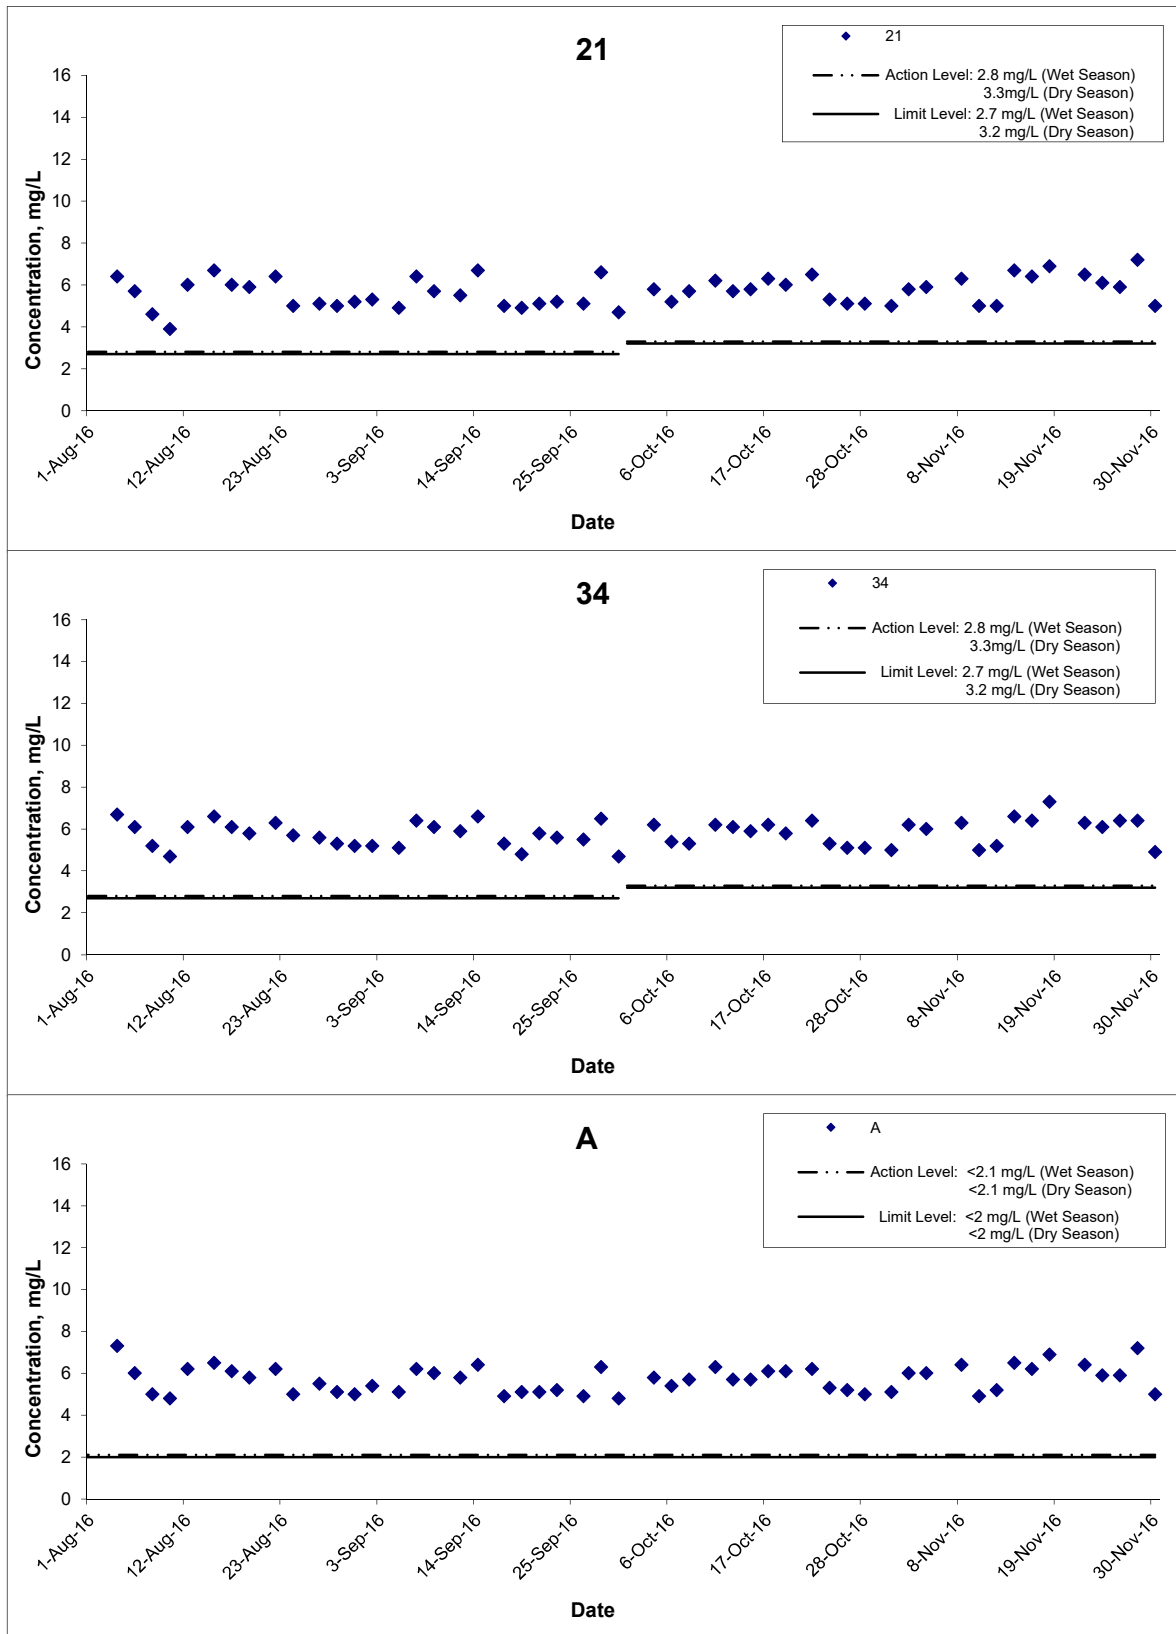 21
21
Action Level: 2.8 mg/L (Wet Season)
3.3mg/L (Dry Season)
Limit Level: 2.7 mg/L (Wet Season)
3.2 mg/L (Dry Season)
Concentration, mg/L
16
14
12
10
8
6
4
2
0
1-Aug-16
12-Aug-16
23-Aug-16
3-Sep-16
14-Sep-16
25-Sep-16
6-Oct-16
17-Oct-16
28-Oct-16
8-Nov-16
19-Nov-16
30-Nov-16
Date
34
34
Action Level: 2.8 mg/L (Wet Season)
3.3mg/L (Dry Season)
Limit Level: 2.7 mg/L (Wet Season)
3.2 mg/L (Dry Season)
Concentration, mg/L
16
14
12
10
8
6
4
2
0
1-Aug-16
12-Aug-16
23-Aug-16
3-Sep-16
14-Sep-16
25-Sep-16
6-Oct-16
17-Oct-16
28-Oct-16
8-Nov-16
19-Nov-16
30-Nov-16
Date
A
A
Action Level: <2.1 mg/L (Wet Season)
<2.1 mg/L (Dry Season)
Limit Level: <2 mg/L (Wet Season)
<2 mg/L (Dry Season)
Concentration, mg/L
16
14
12
10
8
6
4
2
0
1-Aug-16
12-Aug-16
23-Aug-16
3-Sep-16
14-Sep-16
25-Sep-16
6-Oct-16
17-Oct-16
28-Oct-16
8-Nov-16
19-Nov-16
30-Nov-16
Date